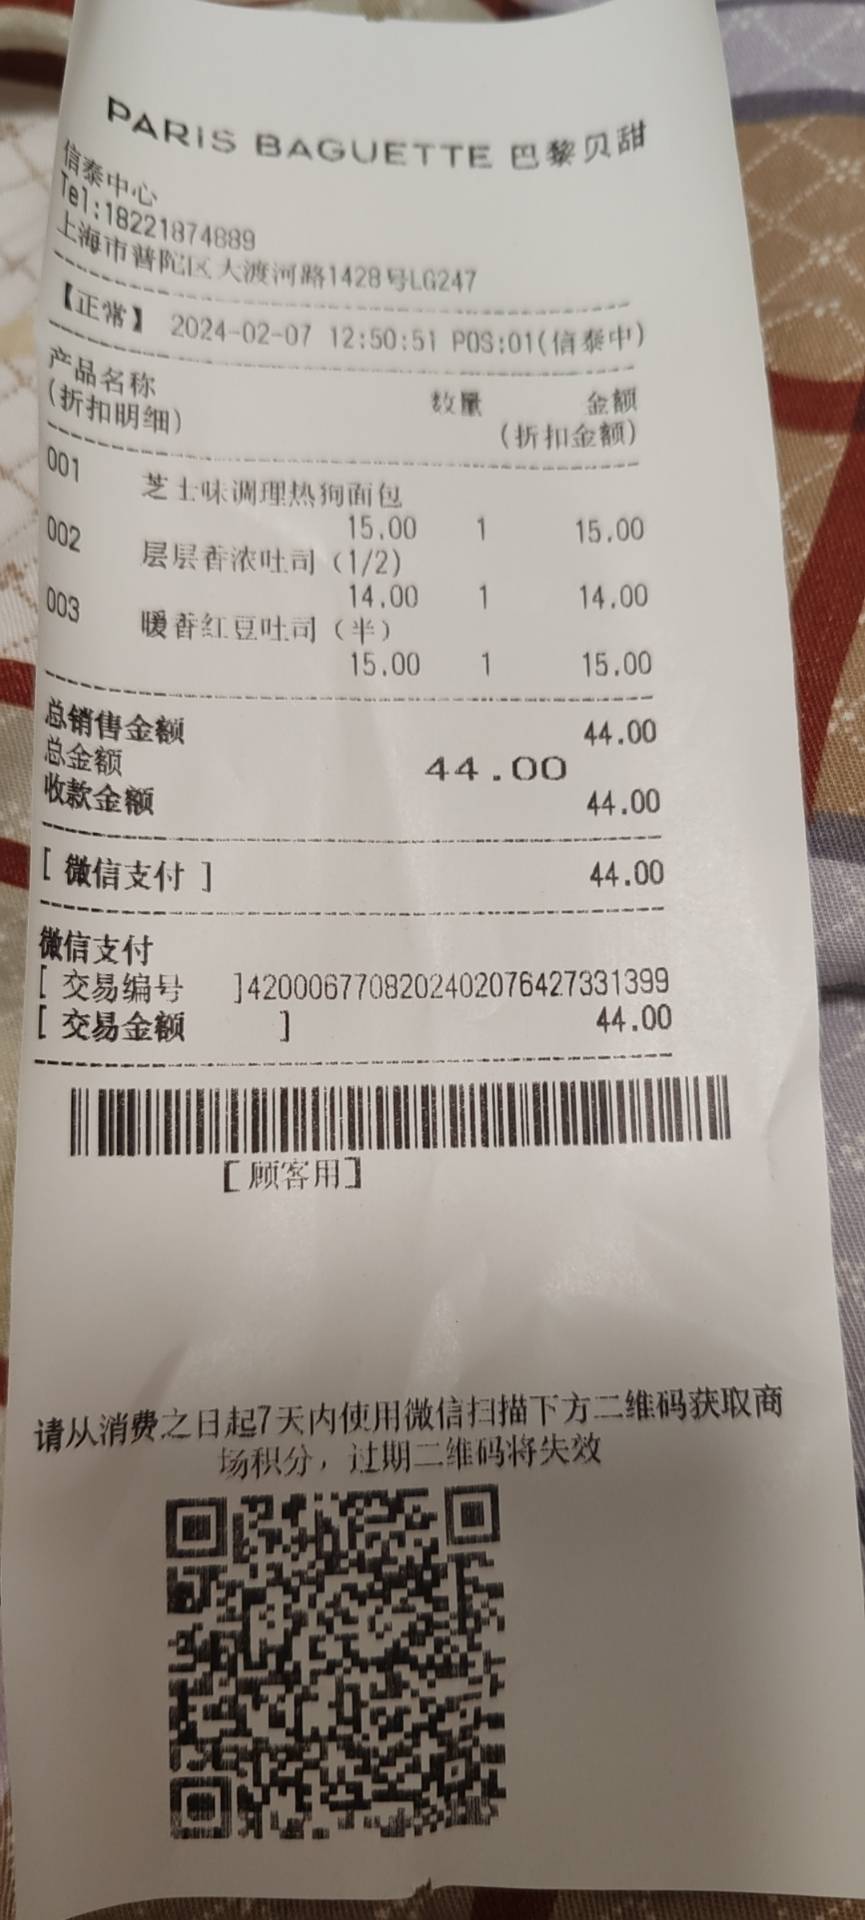 PARIS BAGUETTE 巴黎贝甜
信泰中心
Tel:18221874889
上海市普陀区大渡河路1428号LG247
【正常】 2024-02-07 12:50:51 POS:01(信泰中)
产品名称 数量 金额
(折扣明细) (折扣金额)
001 芝士味调理热狗面包
15.00 1 15.00
002 层层香浓吐司（1/2）
14.00 1 14.00
003 暖香红豆吐司（半）
15.00 1 15.00
总销售金额 44.00
总金额 44.00
收款金额 44.00
[ 微信支付 ] 44.00
微信支付
[ 交易编号 ]4200067708202402076427331399
[ 交易金额 ] 44.00
[顾客用]
请从消费之日起7天内使用微信扫描下方二维码获取商
场积分，过期二维码将失效